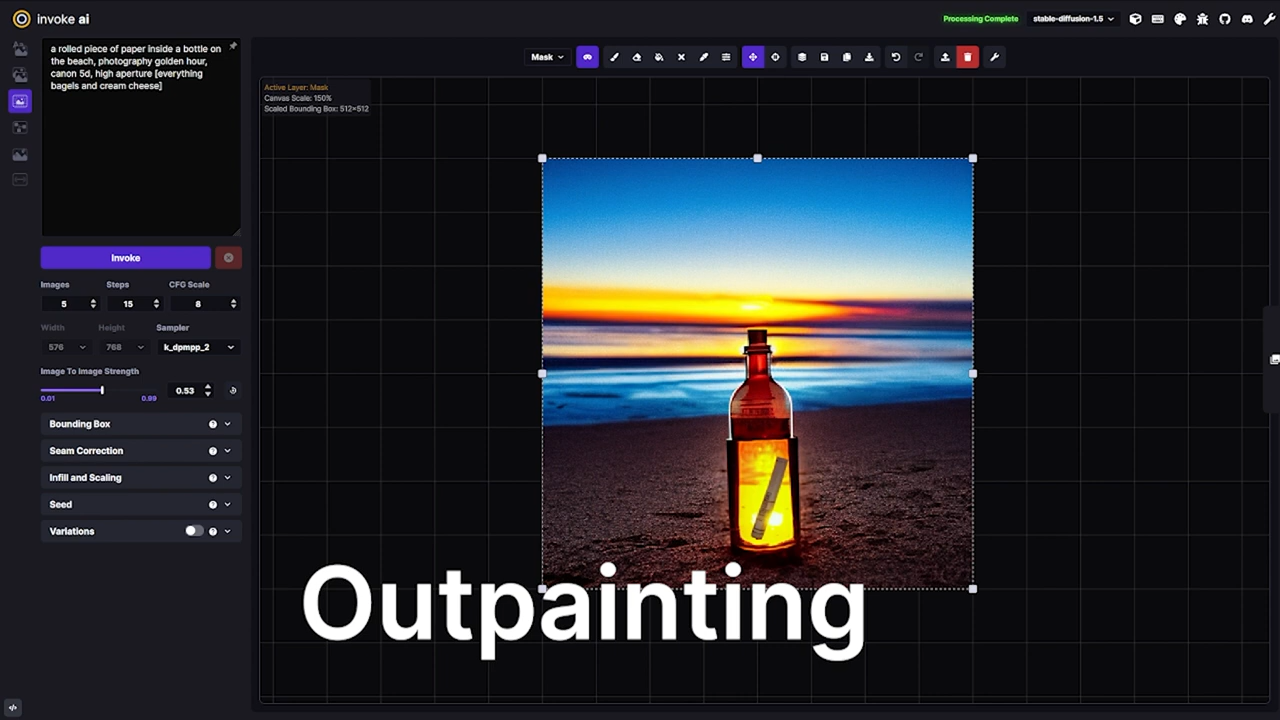 invoke ai
Processing Complete
stable-diffusion-1.5
a rolled piece of paper inside a bottle on
the beach, photography golden hour,
canon 5d, high aperture [everything
bagels and cream cheese]
Mask
Active Layer: Mask
Canvas Scale: 150%
Scaled Bounding Box: 512×512
Invoke
Images Steps CFG Scale
5 15 8
Width Height Sampler
576 768 k_dpmpp_2
Image To Image Strength
0.53
0.01 0.99
Bounding Box
Seam Correction
Infill and Scaling
Seed
Variations
Outpainting